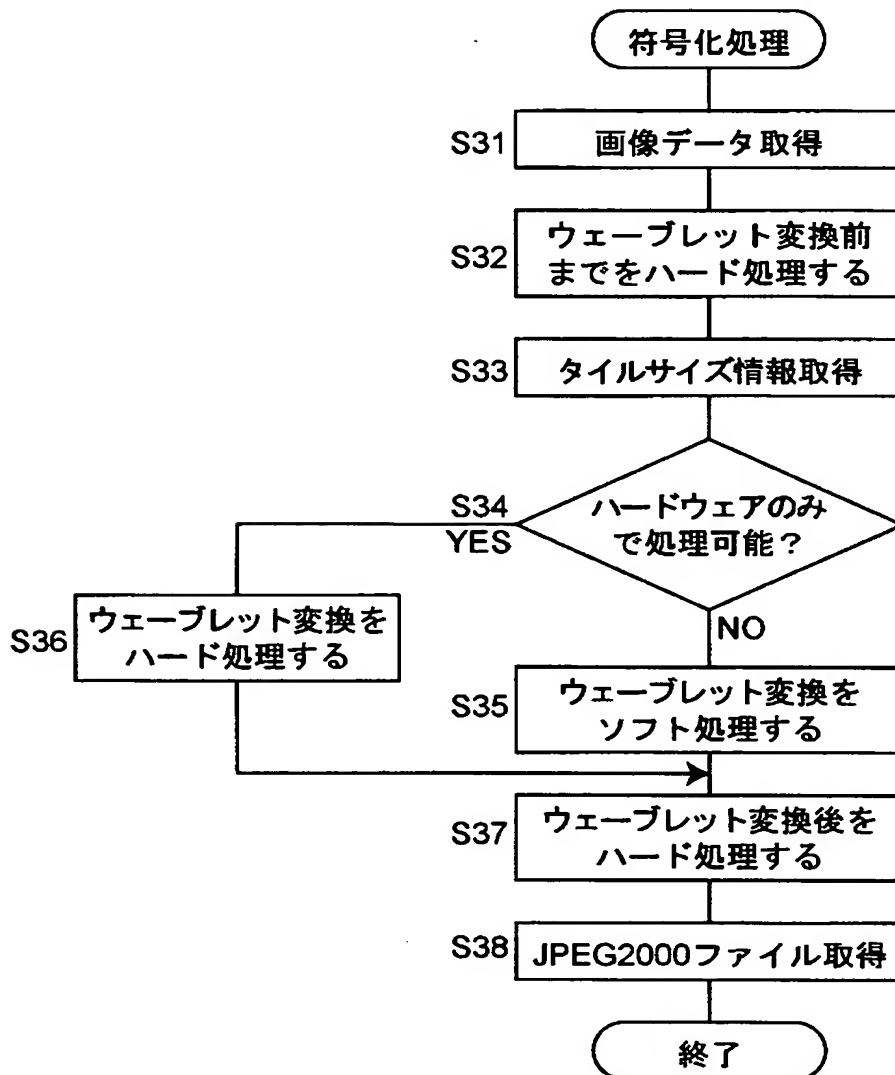 符号化処理
S31
画像データ取得
S32
ウェーブレット変換前
までをハード処理する
S33
タイルサイズ情報取得
S34
YES
ハードウェアのみ
で処理可能？
NO
S36
ウェーブレット変換を
ハード処理する
S35
ウェーブレット変換を
ソフト処理する
S37
ウェーブレット変換後を
ハード処理する
S38
JPEG2000ファイル取得
終了